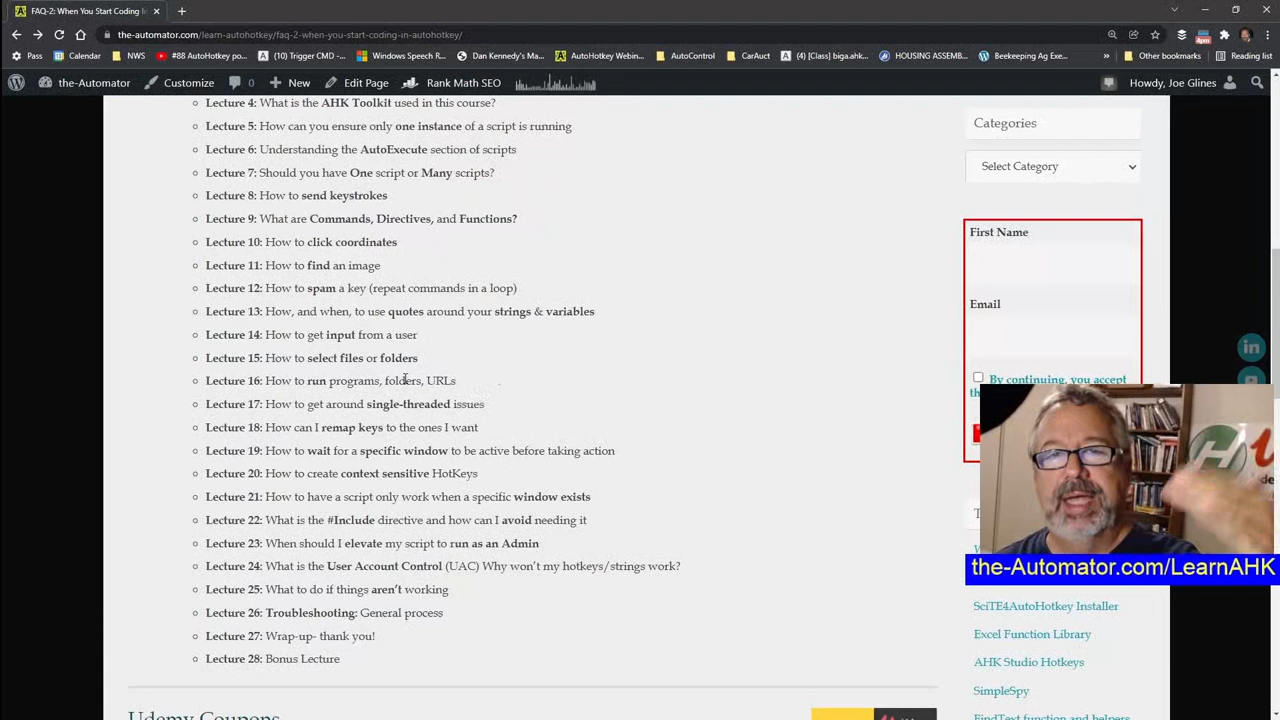 FAQ-2: When You Start Coding In
the-automator.com/learn-autohotkey/faq-2-when-you-start-coding-in-autohotkey/
Pass
Calendar
NWS
#88 AutoHotkey po...
(10) Trending CMD -...
Windows Speech R...
Dan Kennedy's Ma...
AutoHotkey Webin...
AutoControl
CarAuct
(4) [Class] biga.ahk...
HOUSING ASSEMB...
Beekeeping Ag Exe...
Other bookmarks
Reading list
the-Automator
Customize
0
New
Edit Page
Rank Math SEO
Howdy, Joe Glines
Lecture 4: What is the AHK Toolkit used in this course?
Lecture 5: How can you ensure only one instance of a script is running
Lecture 6: Understanding the AutoExecute section of scripts
Lecture 7: Should you have One script or Many scripts?
Lecture 8: How to send keystrokes
Lecture 9: What are Commands, Directives, and Functions?
Lecture 10: How to click coordinates
Lecture 11: How to find an image
Lecture 12: How to spam a key (repeat commands in a loop)
Lecture 13: How, and when, to use quotes around your strings & variables
Lecture 14: How to get input from a user
Lecture 15: How to select files or folders
Lecture 16: How to run programs, folders, URLs
Lecture 17: How to get around single-threaded issues
Lecture 18: How can I remap keys to the ones I want
Lecture 19: How to wait for a specific window to be active before taking action
Lecture 20: How to create context sensitive HotKeys
Lecture 21: How to have a script only work when a specific window exists
Lecture 22: What is the #Include directive and how can I avoid needing it
Lecture 23: When should I elevate my script to run as an Admin
Lecture 24: What is the User Account Control (UAC) Why won't my hotkeys/strings work?
Lecture 25: What to do if things aren't working
Lecture 26: Troubleshooting: General process
Lecture 27: Wrap-up- thank you!
Lecture 28: Bonus Lecture
Udemy Coupons
Categories
Select Category
First Name
Email
By continuing, you accept
the-Automator.com/LearnAHK
SciTE4AutoHotkey Installer
Excel Function Library
AHK Studio Hotkeys
SimpleSpy
FindText function and helpers